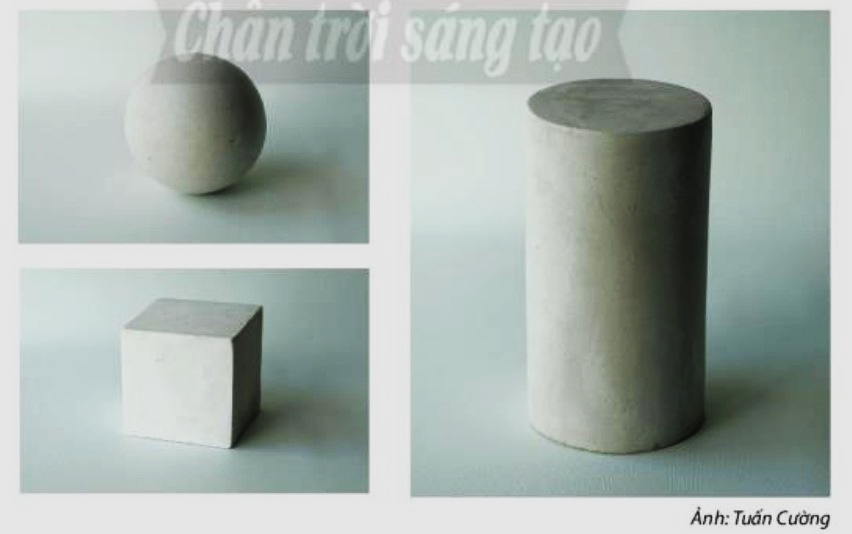 Chân trời sáng tạo
Ảnh: Tuấn Cường